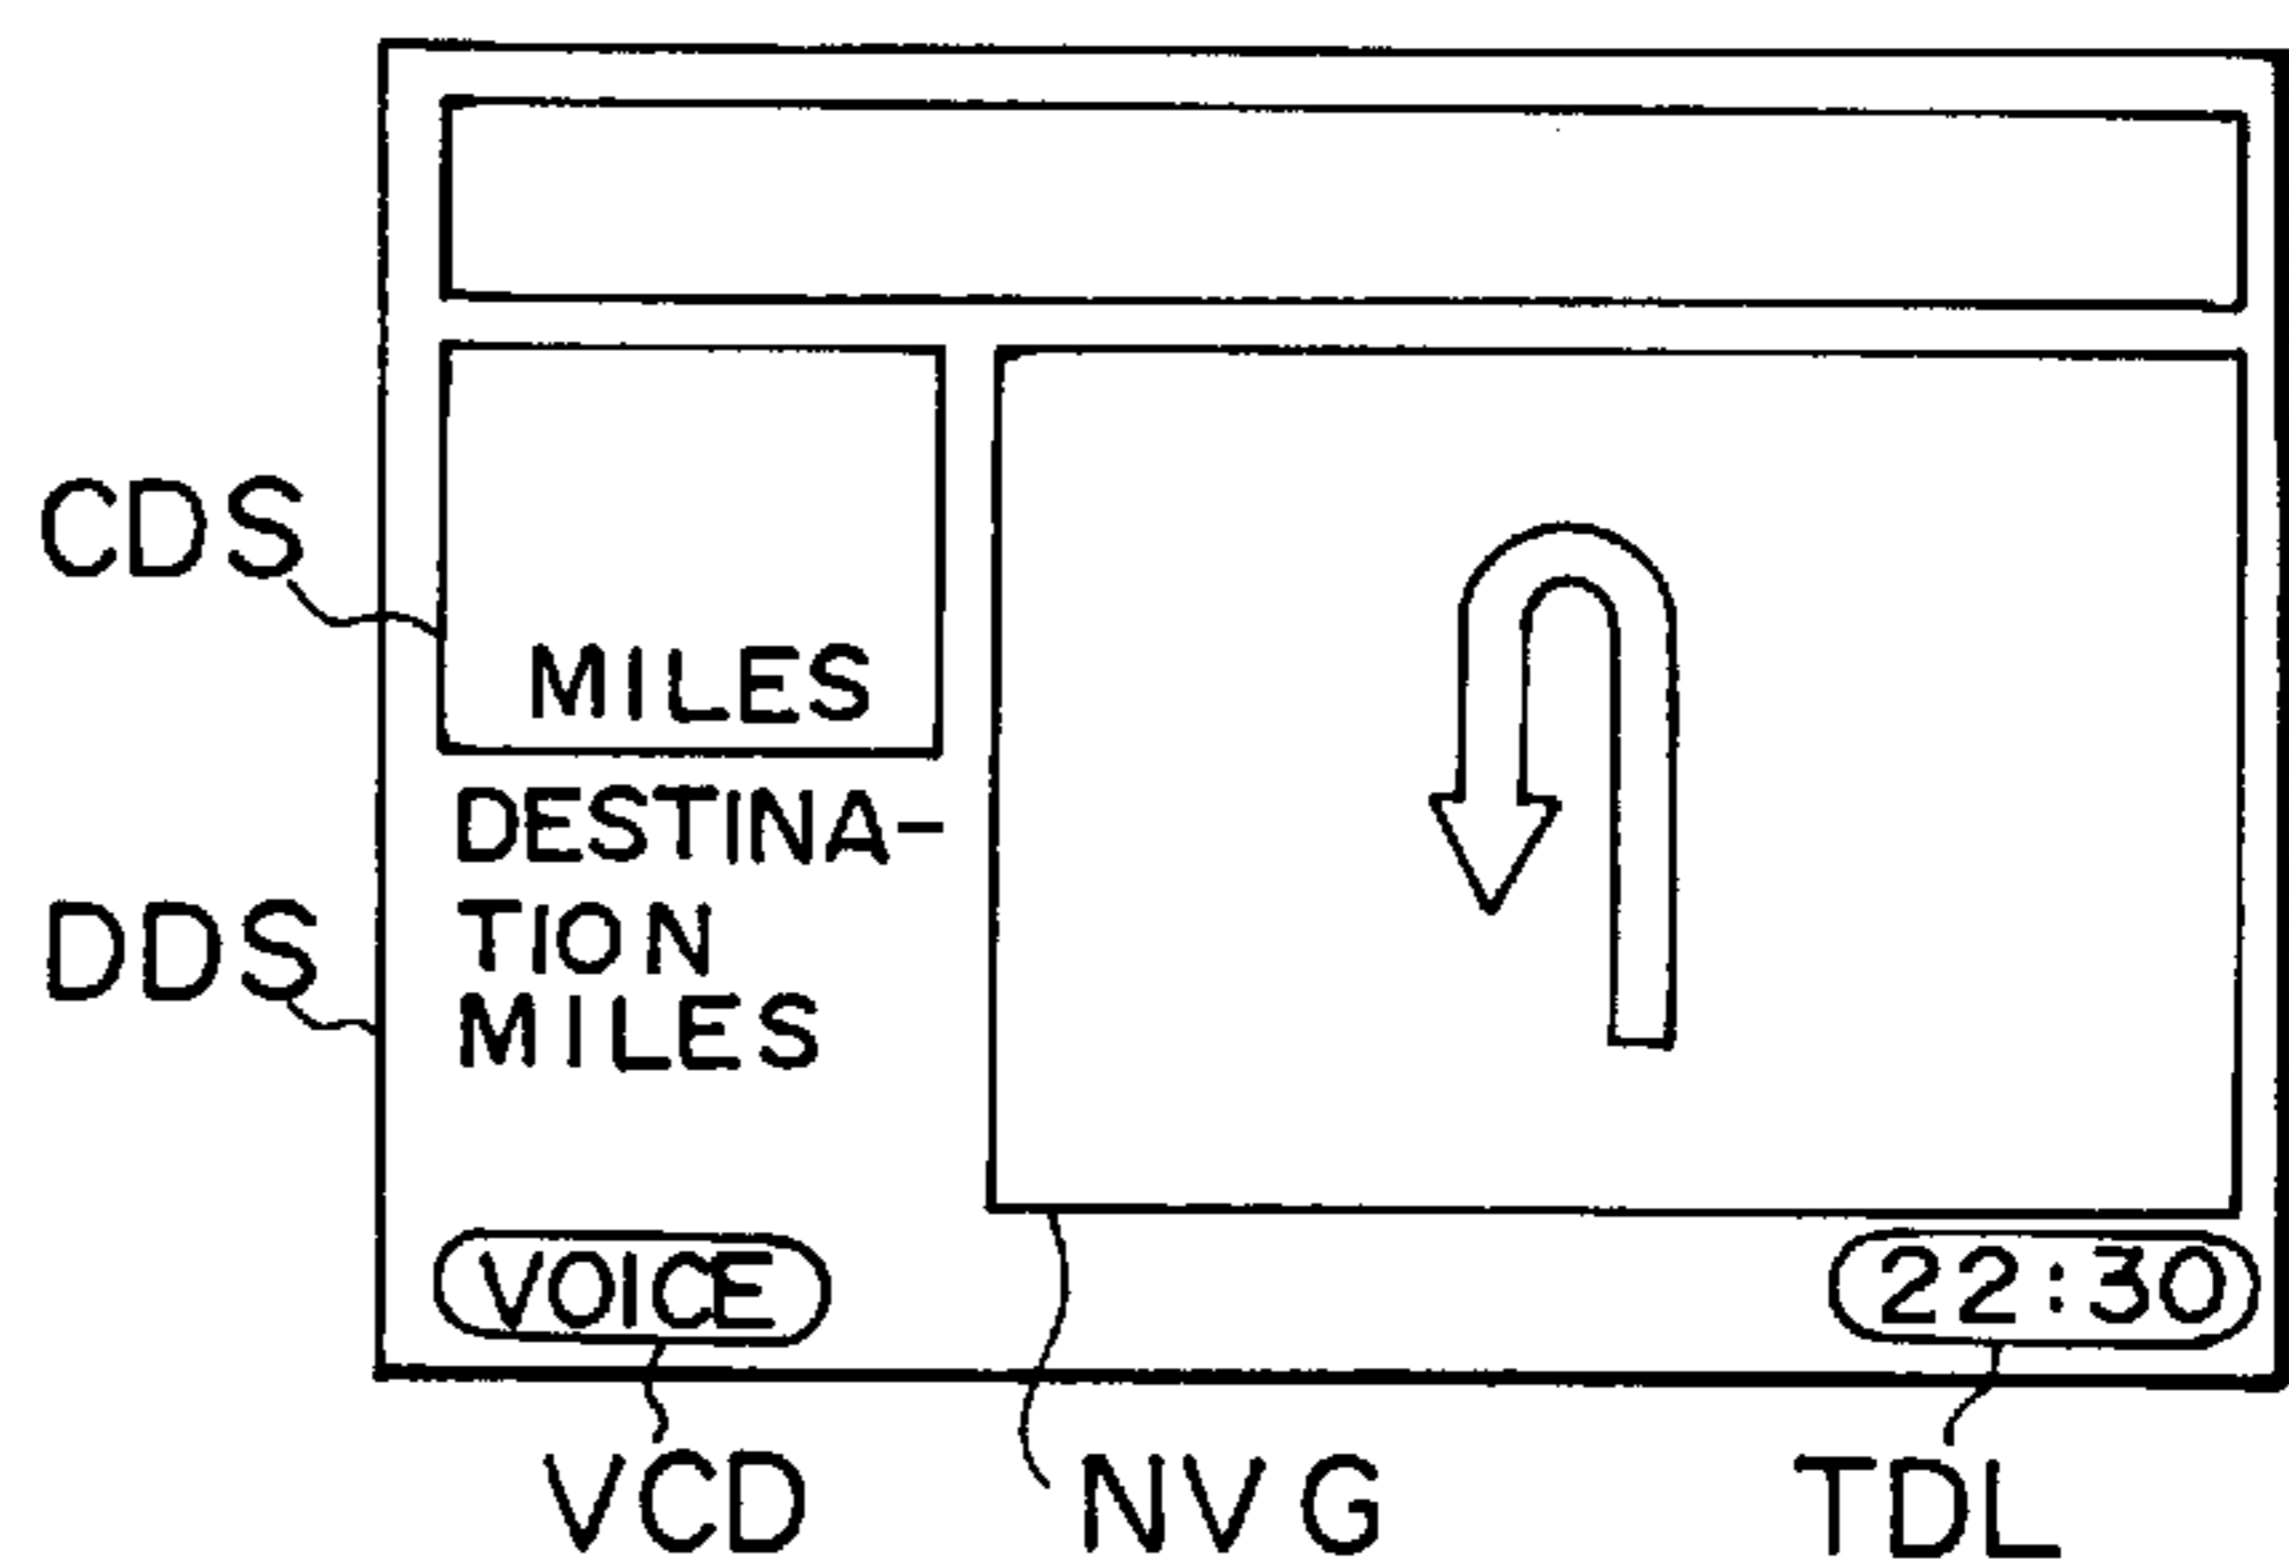 CDS
MILES
DESTINA-
TION
DDS
MILES
VOICE
22:30
VCD
NVG
TDL